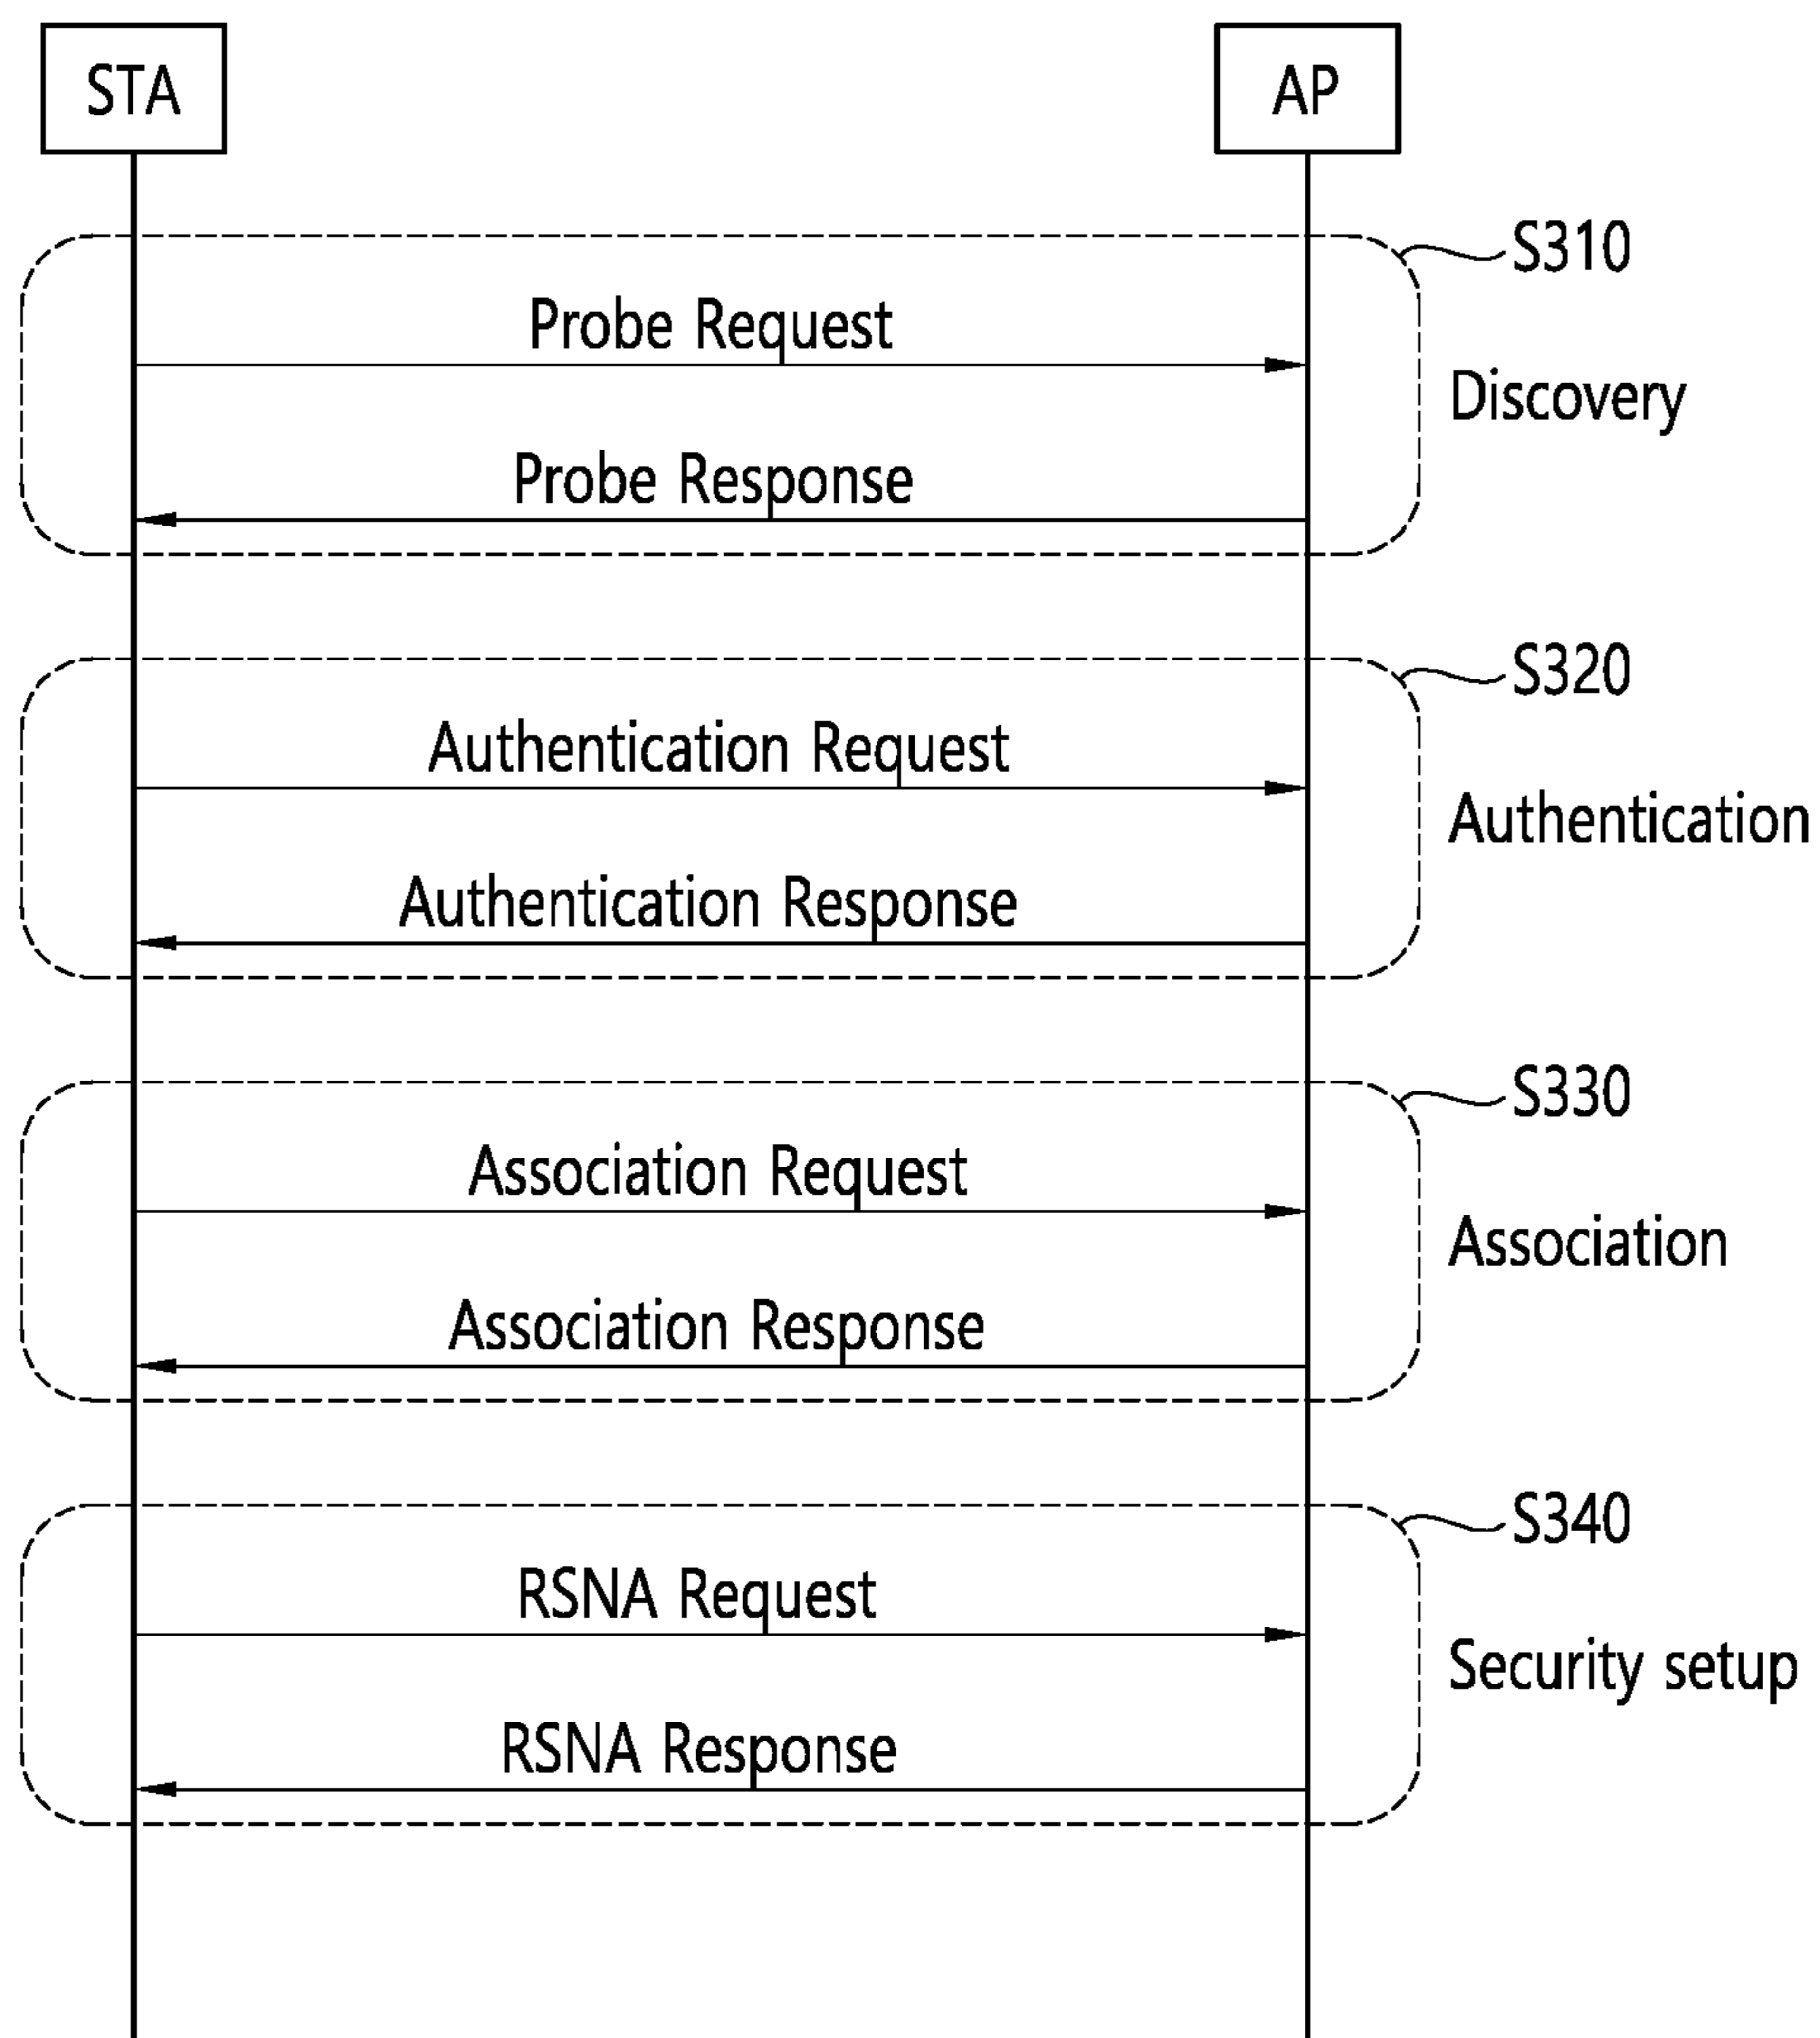 STA
AP
S310
Probe Request
Discovery
Probe Response
S320
Authentication Request
Authentication
Authentication Response
S330
Association Request
Association
Association Response
S340
RSNA Request
Security setup
RSNA Response